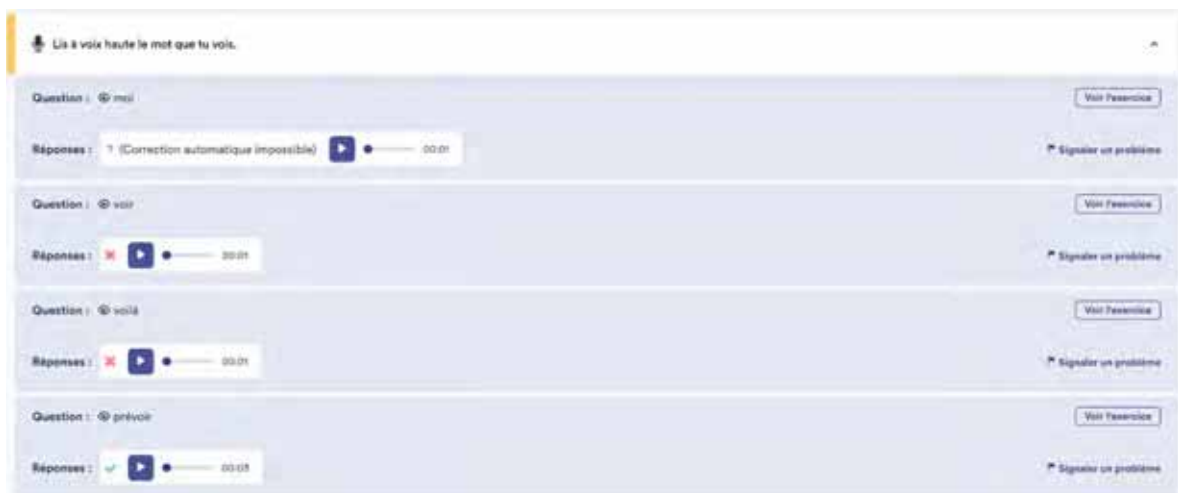 Lis à voix haute le mot que tu vois.
Question : moi
Voir l'exercice
Réponses : ? (Correction automatique impossible) 00:01
Signaler un problème
Question : voir
Voir l'exercice
Réponses : 00:01
Signaler un problème
Question : voilà
Voir l'exercice
Réponses : 00:01
Signaler un problème
Question : prévoir
Voir l'exercice
Réponses : 00:03
Signaler un problème